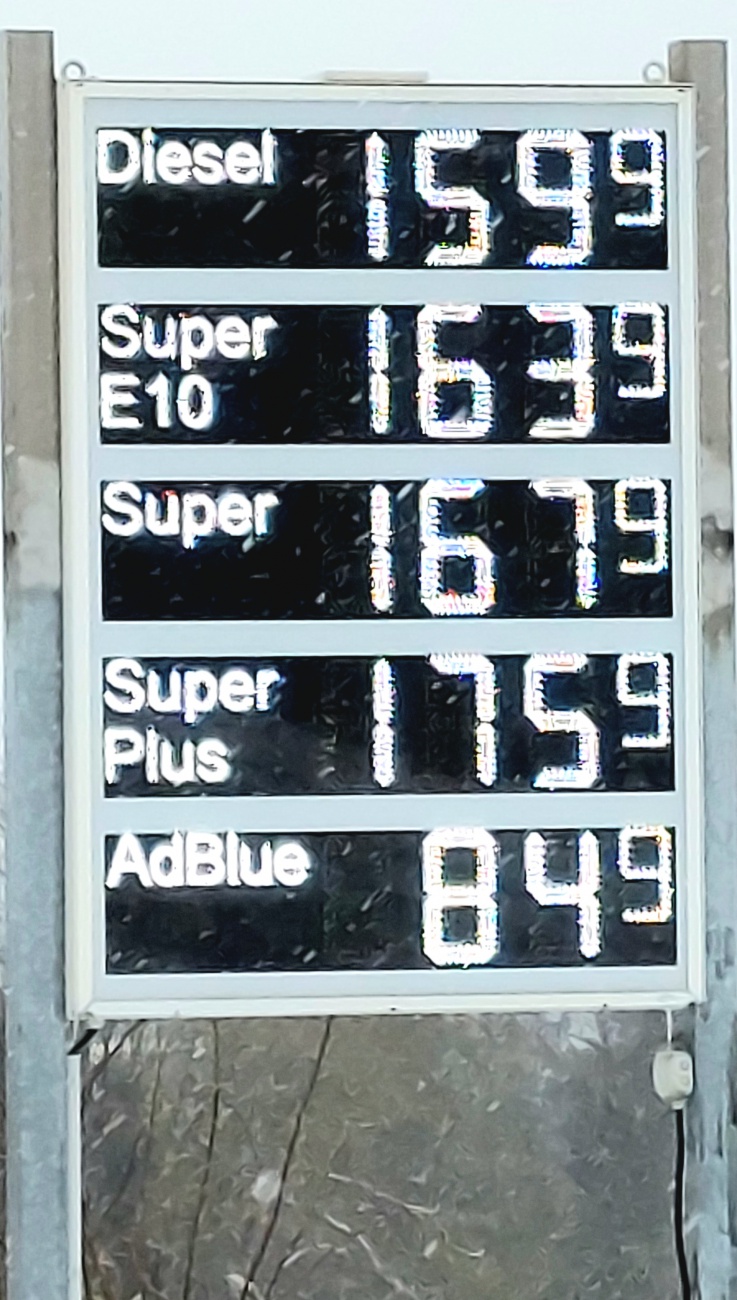 Diesel 159⁹
Super
E10 163⁹
Super 167⁹
Super
Plus 175⁹
AdBlue 84⁹